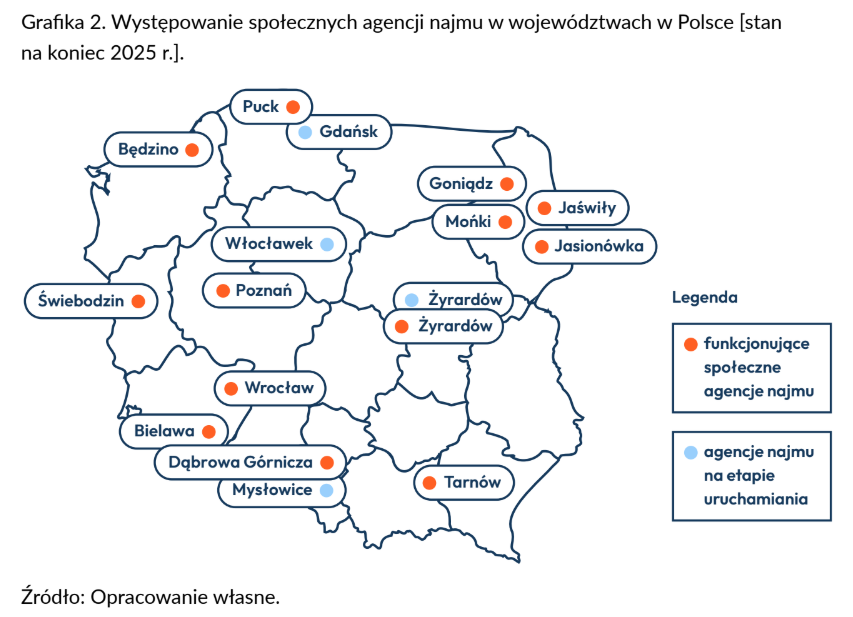 Grafika 2. Występowanie społecznych agencji najmu w województwach w Polsce [stan
na koniec 2025 r.].
Puck
Gdańsk
Będzino
Goniądz
Jaświły
Mońki
Włocławek
Jasionówka
Poznań
Świebodzin
Żyrardów
Żyrardów
Wrocław
Bielawa
Dąbrowa Górnicza
Mysłowice
Tarnów
Legenda
funkcjonujące
społeczne
agencje najmu
agencje najmu
na etapie
uruchamiania
Źródło: Opracowanie własne.